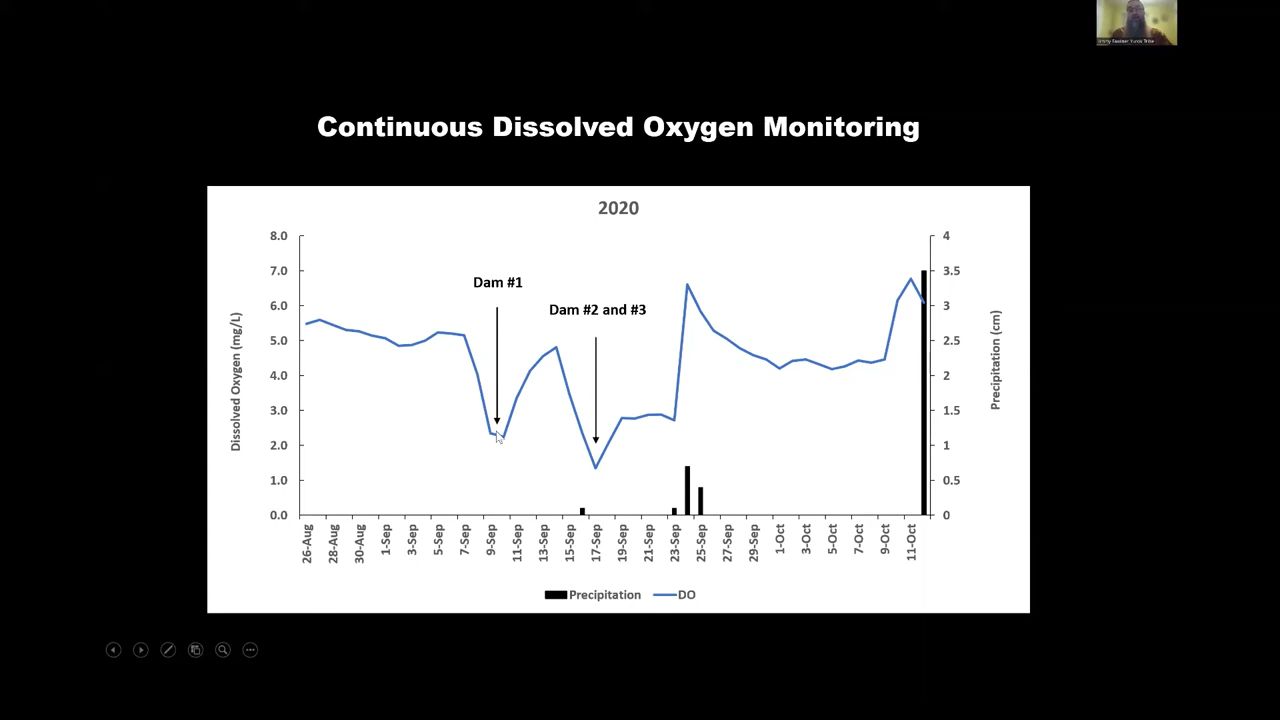 Continuous Dissolved Oxygen Monitoring
2020
8.0
7.0
6.0
5.0
4.0
3.0
2.0
1.0
0.0
Dissolved Oxygen (mg/L)
Dam #1
Dam #2 and #3
4
3.5
3
2.5
2
1.5
1
0.5
0
Precipitation (cm)
26-Aug
28-Aug
30-Aug
1-Sep
3-Sep
5-Sep
7-Sep
9-Sep
11-Sep
13-Sep
15-Sep
17-Sep
19-Sep
21-Sep
23-Sep
25-Sep
27-Sep
29-Sep
1-Oct
3-Oct
5-Oct
7-Oct
9-Oct
11-Oct
Precipitation
DO